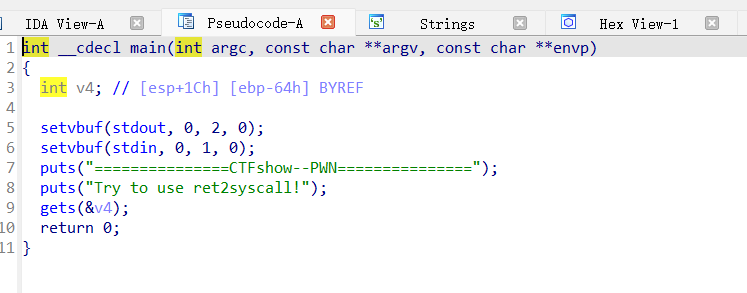 IDA View-A Pseudocode-A Strings Hex View-1
1 int __cdecl main(int argc, const char **argv, const char **envp)
2 {
3 int v4; // [esp+1Ch] [ebp-64h] BYREF
4
5 setvbuf(stdout, 0, 2, 0);
6 setvbuf(stdin, 0, 1, 0);
7 puts("===============CTFshow--PWN===============");
8 puts("Try to use ret2syscall!");
9 gets(&v4);
10 return 0;
11 }